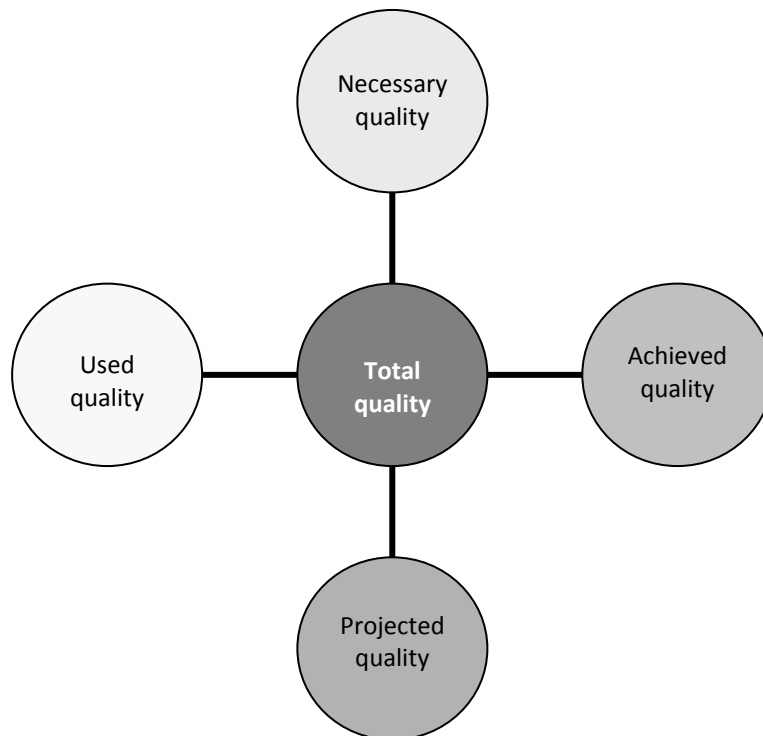 Necessary
quality
Used
quality
Total
quality
Achieved
quality
Projected
quality